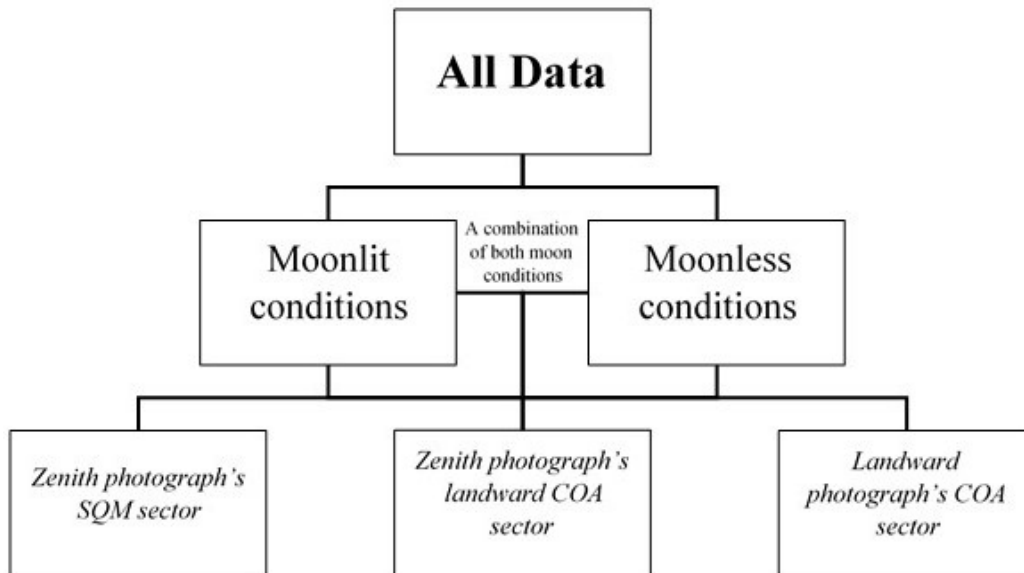 All Data
Moonlit
conditions
A combination
of both moon
conditions
Moonless
conditions
Zenith photograph’s
SQM sector
Zenith photograph’s
landward COA
sector
Landward
photograph’s COA
sector